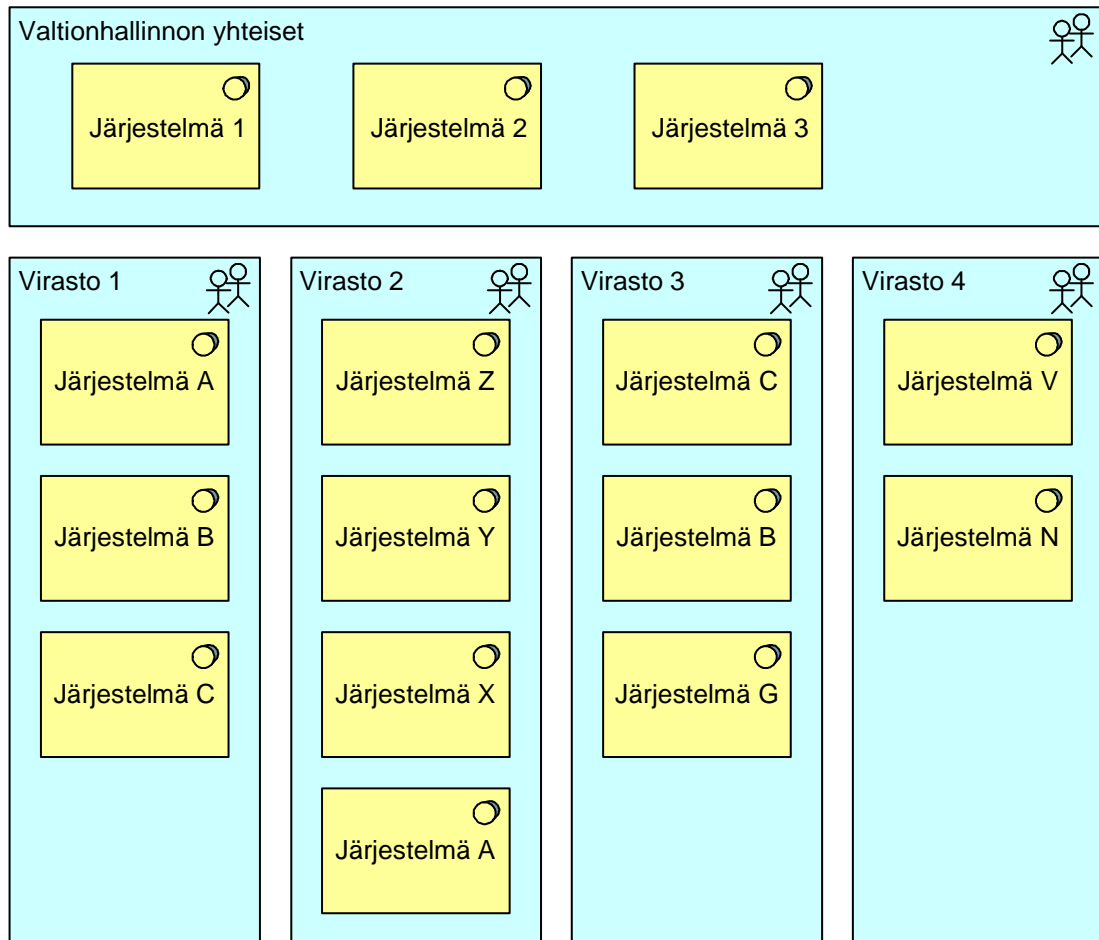 Valtionhallinnon yhteiset
Järjestelmä 1
Järjestelmä 2
Järjestelmä 3
Virasto 1
Järjestelmä A
Järjestelmä B
Järjestelmä C
Virasto 2
Järjestelmä Z
Järjestelmä Y
Järjestelmä X
Järjestelmä A
Virasto 3
Järjestelmä C
Järjestelmä B
Järjestelmä G
Virasto 4
Järjestelmä V
Järjestelmä N